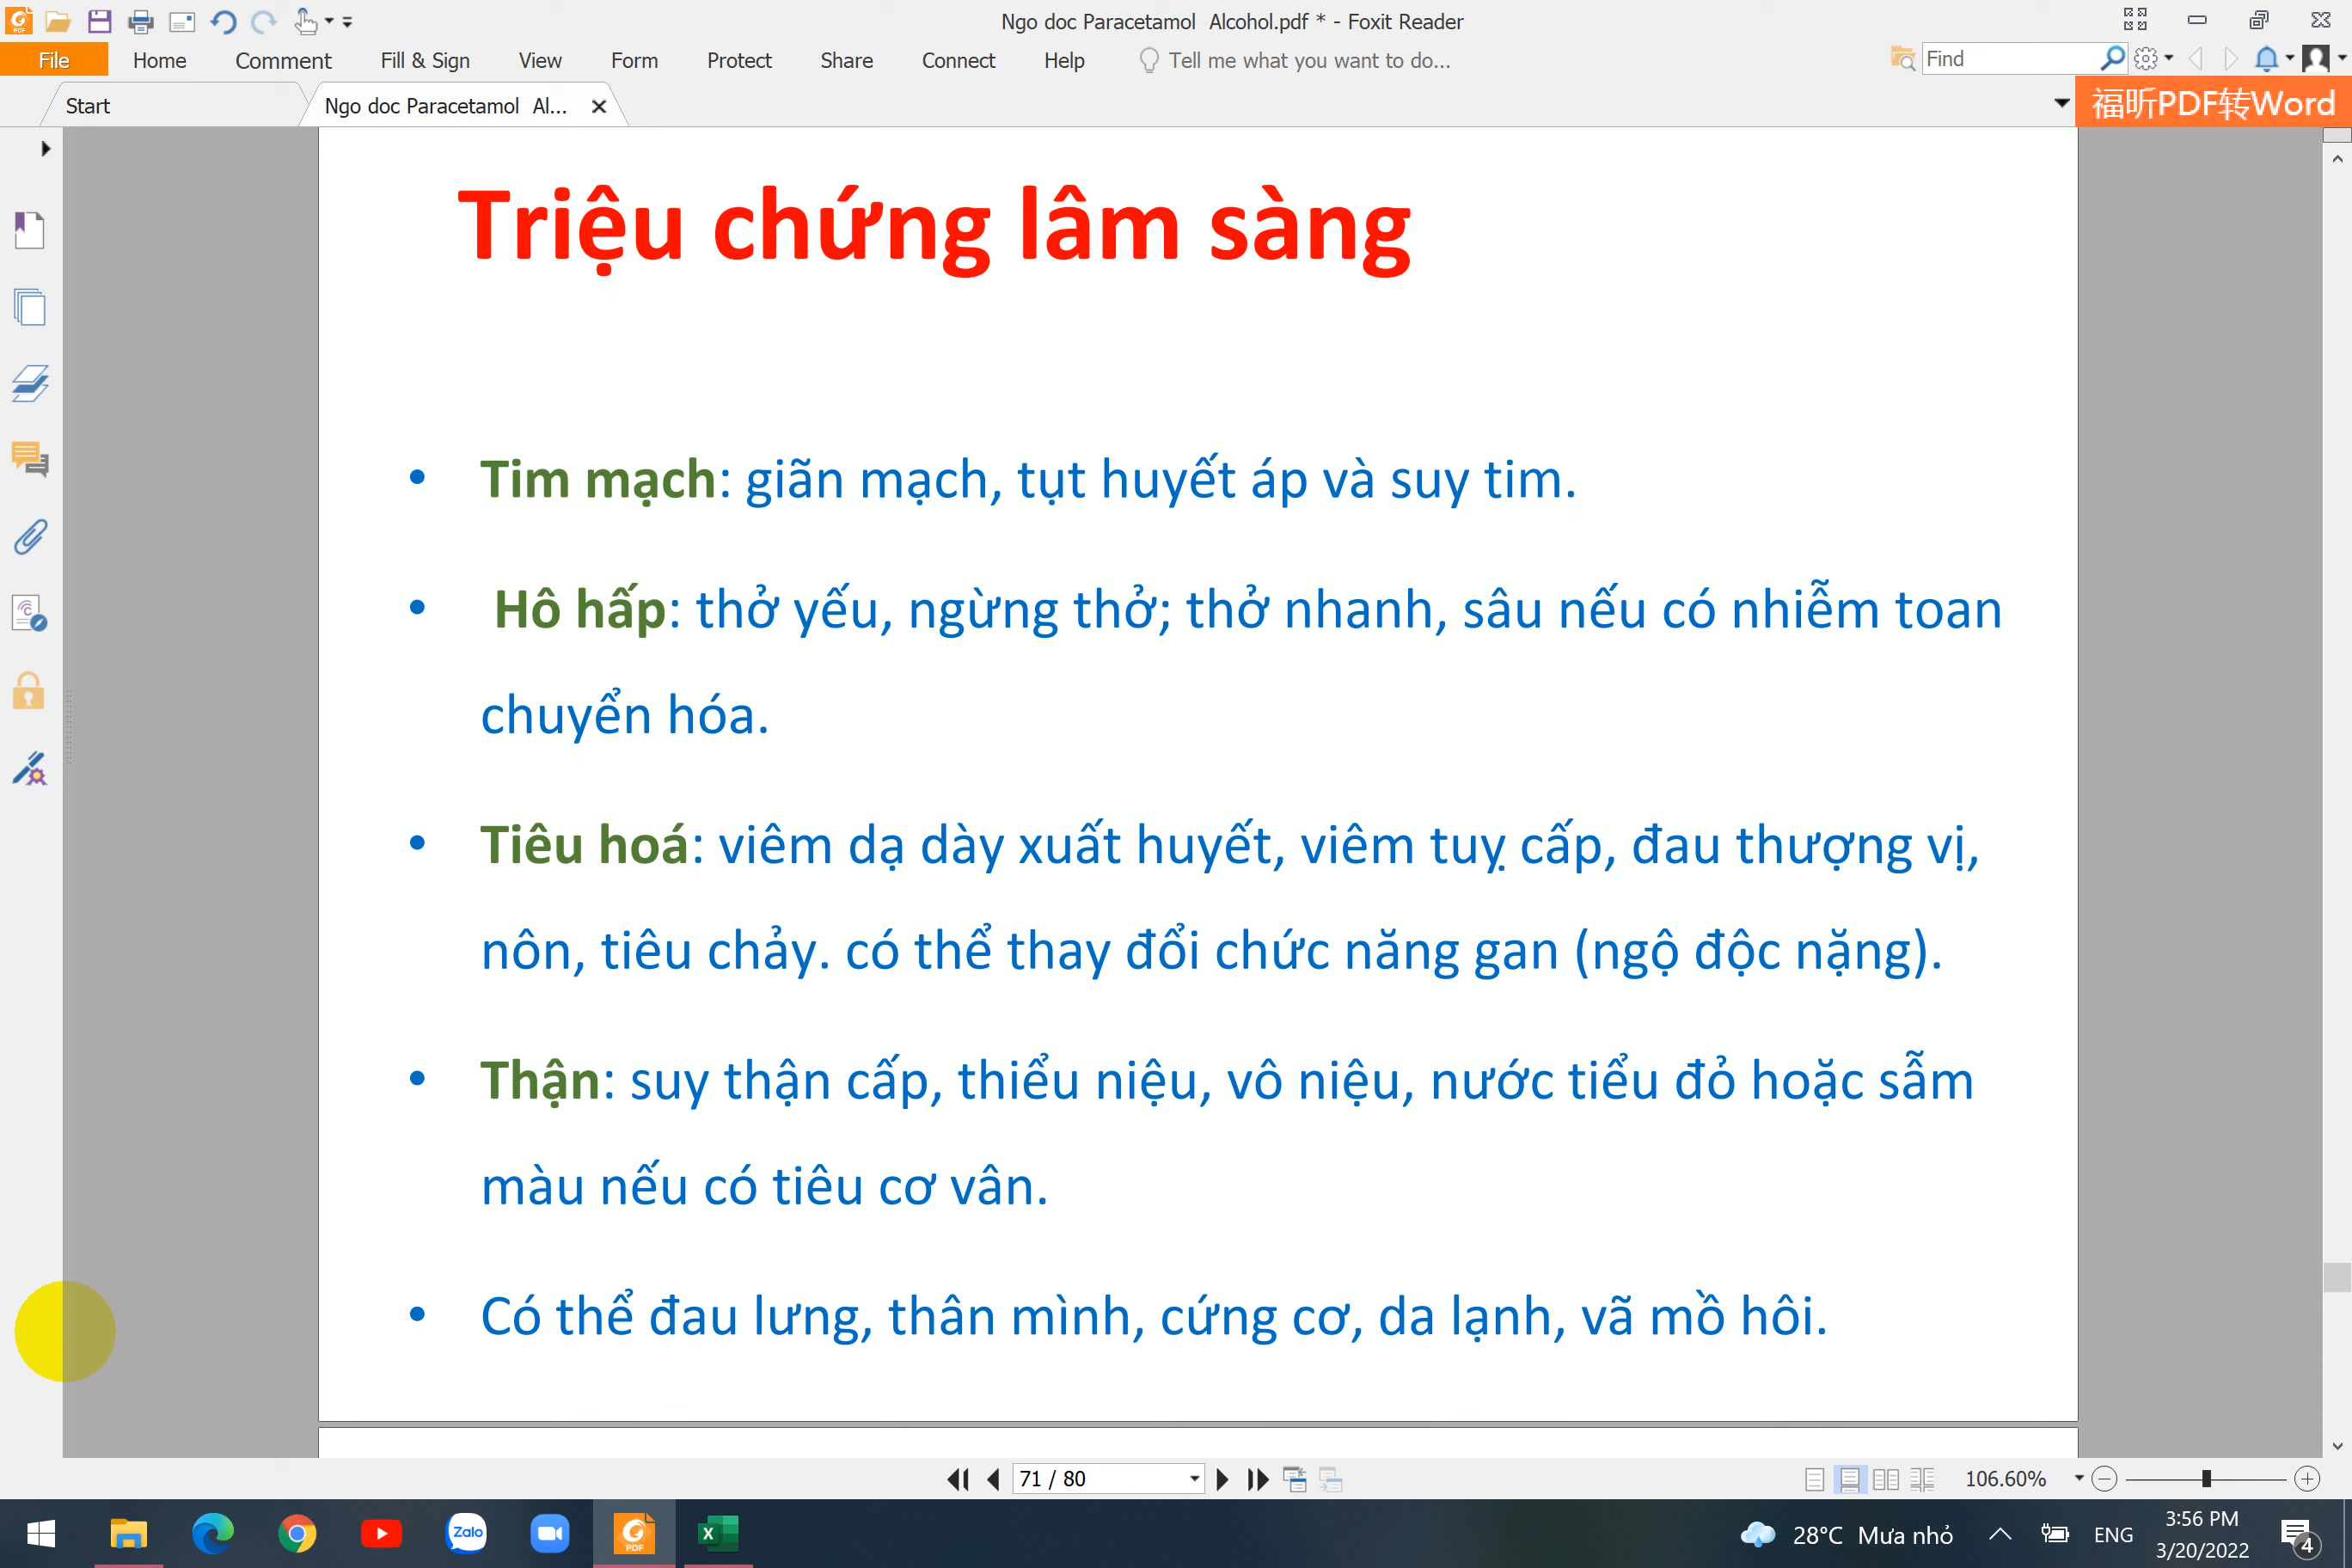 Ngo doc Paracetamol  Alcohol.pdf * - Foxit Reader
File Home Comment Fill & Sign View Form Protect Share Connect Help Tell me what you want to do... Find
Start Ngo doc Paracetamol  Al... 福昕PDF转Word
Triệu chứng lâm sàng
• Tim mạch: giãn mạch, tụt huyết áp và suy tim.
• Hô hấp: thở yếu, ngừng thở; thở nhanh, sâu nếu có nhiễm toan
chuyển hóa.
• Tiêu hoá: viêm dạ dày xuất huyết, viêm tuỵ cấp, đau thượng vị,
nôn, tiêu chảy. có thể thay đổi chức năng gan (ngộ độc nặng).
• Thận: suy thận cấp, thiểu niệu, vô niệu, nước tiểu đỏ hoặc sẫm
màu nếu có tiêu cơ vân.
• Có thể đau lưng, thân mình, cứng cơ, da lạnh, vã mồ hôi.
71 / 80 106.60%
Zalo PDF X 28°C Mưa nhỏ ENG 3:56 PM
3/20/2022 4